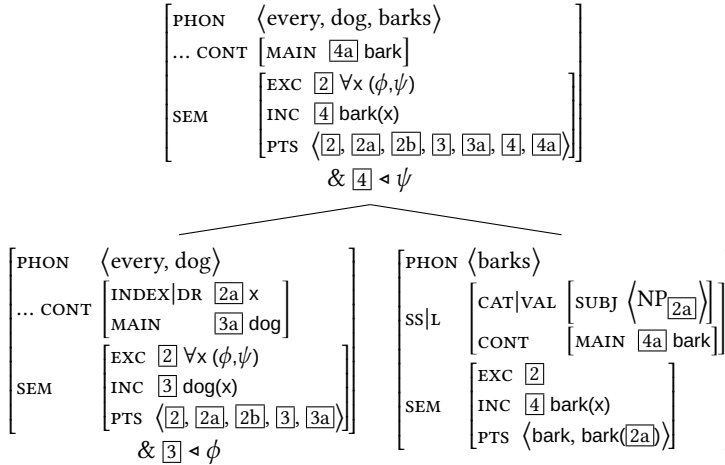 PHON ⟨every, dog, barks⟩
... CONT [MAIN 4a bark]
EXC 2 ∀x (ϕ,ψ)
SEM INC 4 bark(x)
PTS ⟨2, 2a, 2b, 3, 3a, 4, 4a⟩
& 4 ◃ ψ
PHON ⟨every, dog⟩
... CONT INDEX|DR 2a x
MAIN 3a dog
EXC 2 ∀x (ϕ,ψ)
SEM INC 3 dog(x)
PTS ⟨2, 2a, 2b, 3, 3a⟩
& 3 ◃ ϕ
PHON ⟨barks⟩
SS|L CAT|VAL [SUBJ ⟨NP2a⟩]
CONT [MAIN 4a bark]
EXC 2
SEM INC 4 bark(x)
PTS ⟨bark, bark(2a)⟩